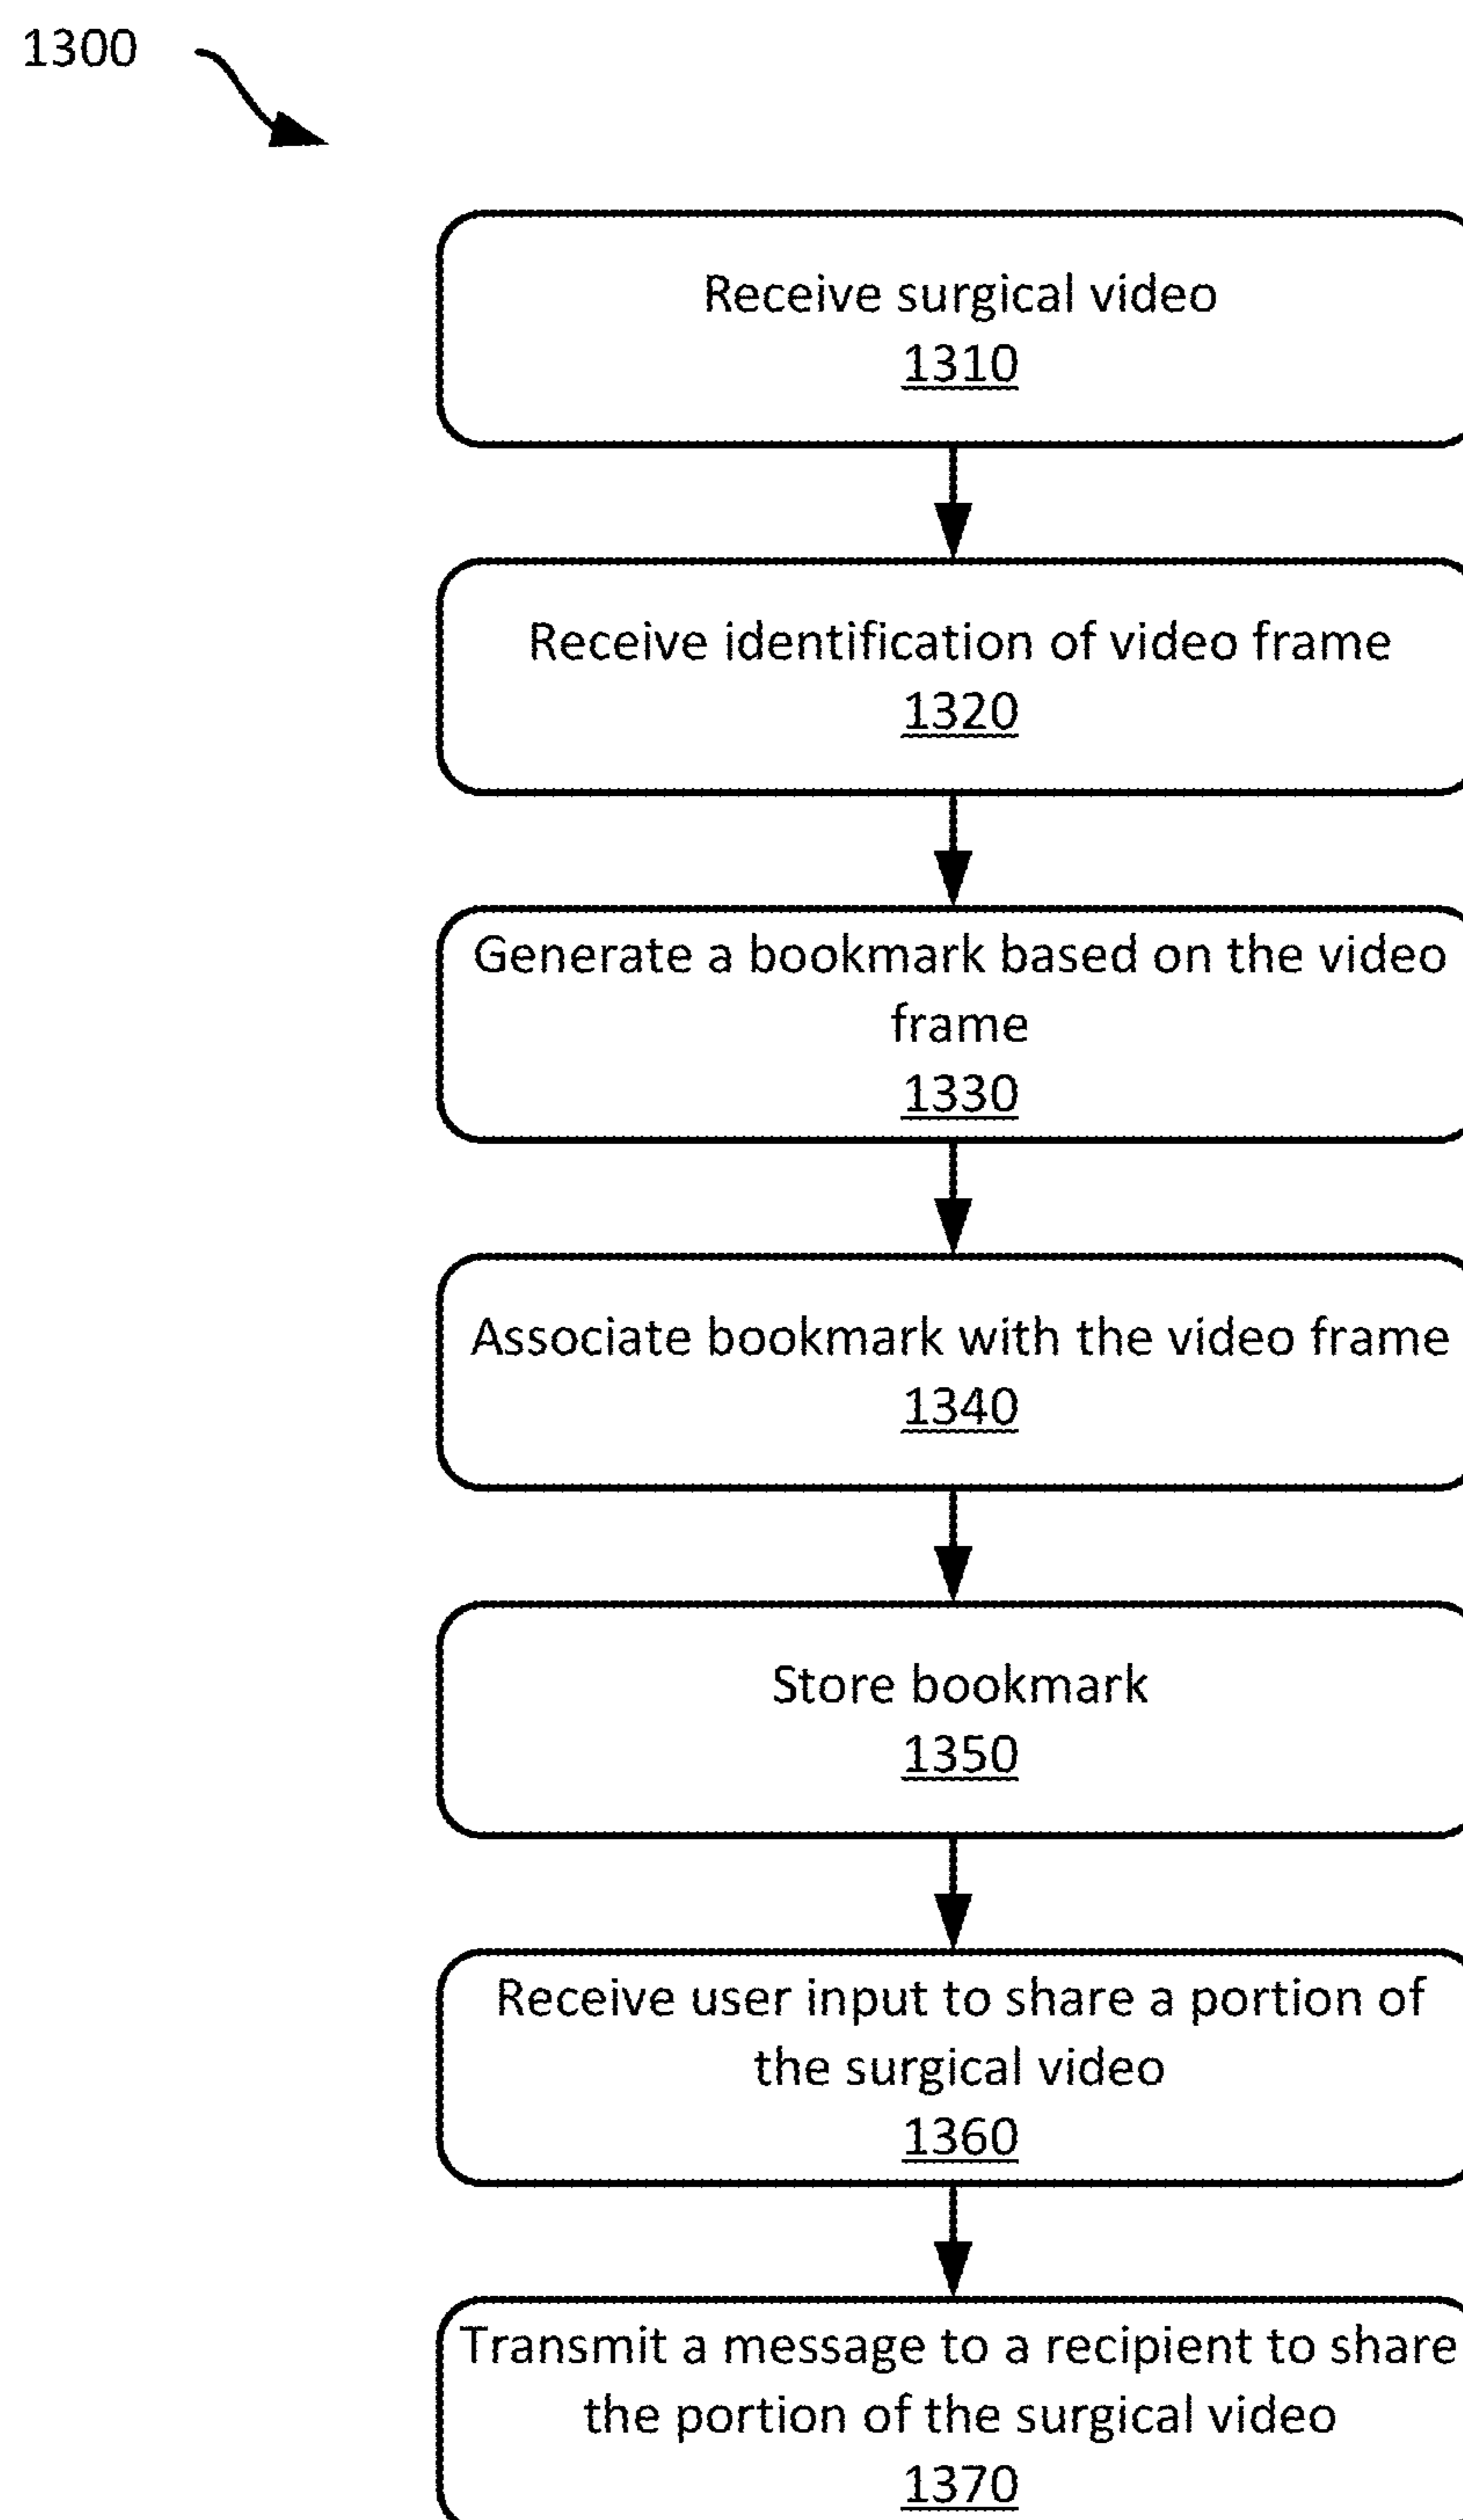 1300
Receive surgical video
1310
Receive identification of video frame
1320
Generate a bookmark based on the video
frame
1330
Associate bookmark with the video frame
1340
Store bookmark
1350
Receive user input to share a portion of
the surgical video
1360
Transmit a message to a recipient to share
the portion of the surgical video
1370